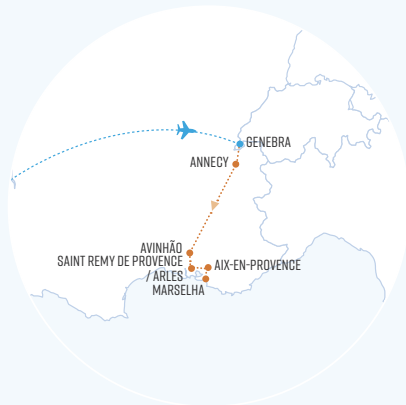 GENEBRA
ANNECY
AVINHÃO
SAINT REMY DE PROVENCE
/ ARLES
AIX-EN-PROVENCE
MARSELHA